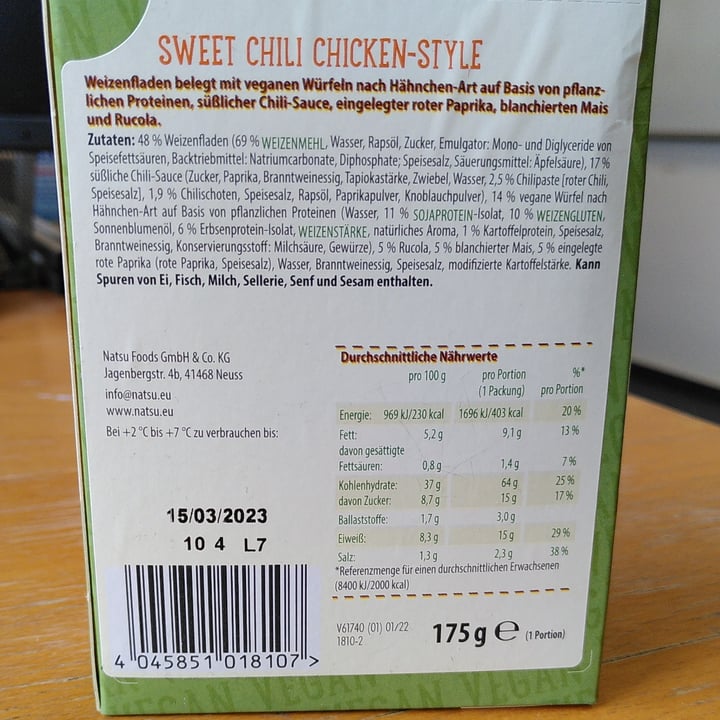 SWEET CHILI CHICKEN-STYLE
Weizenfladen belegt mit veganen Würfeln nach Hähnchen-Art auf Basis von pflanz-
lichen Proteinen, süßlicher Chili-Sauce, eingelegter roter Paprika, blanchierten Mais
und Rucola.
Zutaten: 48 % Weizenfladen (69 % WEIZENMEHL, Wasser, Rapsöl, Zucker, Emulgator: Mono- und Diglyceride von
Speisefettsäuren, Backtriebmittel: Natriumcarbonate, Diphosphate; Speisesalz, Säuerungsmittel: Äpfelsäure), 17 %
süßliche Chili-Sauce (Zucker, Paprika, Branntweinessig, Tapiokastärke, Zwiebel, Wasser, 2,5 % Chilipaste [roter Chili,
Speisesalz], 1,9 % Chilischoten, Speisesalz, Rapsöl, Paprikapulver, Knoblauchpulver), 14 % vegane Würfel nach
Hähnchen-Art auf Basis von pflanzlichen Proteinen (Wasser, 11 % SOJAPROTEIN-Isolat, 10 % WEIZENGLUTEN,
Sonnenblumenöl, 6 % Erbsenprotein-Isolat, WEIZENSTÄRKE, natürliches Aroma, 1 % Kartoffelprotein, Speisesalz,
Branntweinessig, Konservierungsstoff: Milchsäure, Gewürze), 5 % Rucola, 5 % blanchierter Mais, 5 % eingelegte
rote Paprika (rote Paprika, Speisesalz), Wasser, Branntweinessig, Speisesalz, modifizierte Kartoffelstärke. Kann
Spuren von Ei, Fisch, Milch, Sellerie, Senf und Sesam enthalten.
Natsu Foods GmbH & Co. KG
Jagenbergstr. 4b, 41468 Neuss
info@natsu.eu
www.natsu.eu
Bei +2 °C bis +7 °C zu verbrauchen bis:
15/03/2023
10 4 L7
4 045851 018107 >
Durchschnittliche Nährwerte
pro 100 g pro Portion %*
(1 Packung) pro Portion
Energie: 969 kJ/230 kcal 1696 kJ/403 kcal 20 %
Fett: 5,2 g 9,1 g 13 %
davon gesättigte
Fettsäuren: 0,8 g 1,4 g 7 %
Kohlenhydrate: 37 g 64 g 25 %
davon Zucker: 8,7 g 15 g 17 %
Ballaststoffe: 1,7 g 3,0 g
Eiweiß: 8,3 g 15 g 29 %
Salz: 1,3 g 2,3 g 38 %
*Referenzmenge für einen durchschnittlichen Erwachsenen
(8400 kJ/2000 kcal)
V61740 (01) 01/22
1810-2
175 g e (1 Portion)
VEGAN VEGAN VEGAN